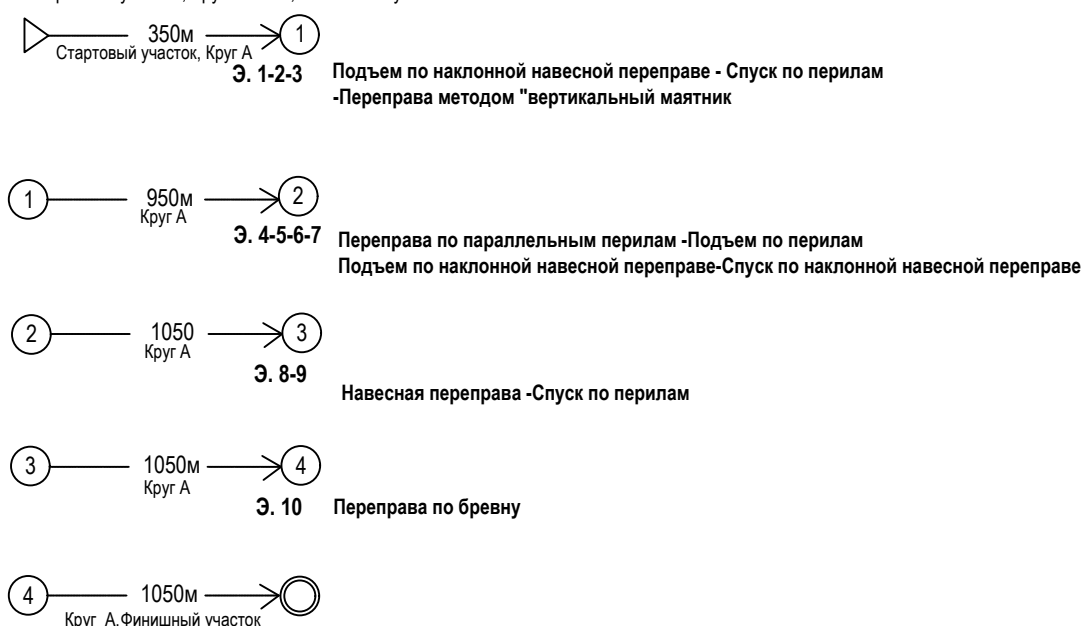 350м
1
Стартовый участок, Круг А
Э. 1-2-3
Подъем по наклонной навесной переправе - Спуск по перилам
-Переправа методом "вертикальный маятник
1
950м
2
Круг А
Э. 4-5-6-7
Переправа по параллельным перилам -Подъем по перилам
Подъем по наклонной навесной переправе-Спуск по наклонной навесной переправе
2
1050
3
Круг А
Э. 8-9
Навесная переправа -Спуск по перилам
3
1050м
4
Круг А
Э. 10
Переправа по бревну
4
1050м
Круг А.Финишный участок